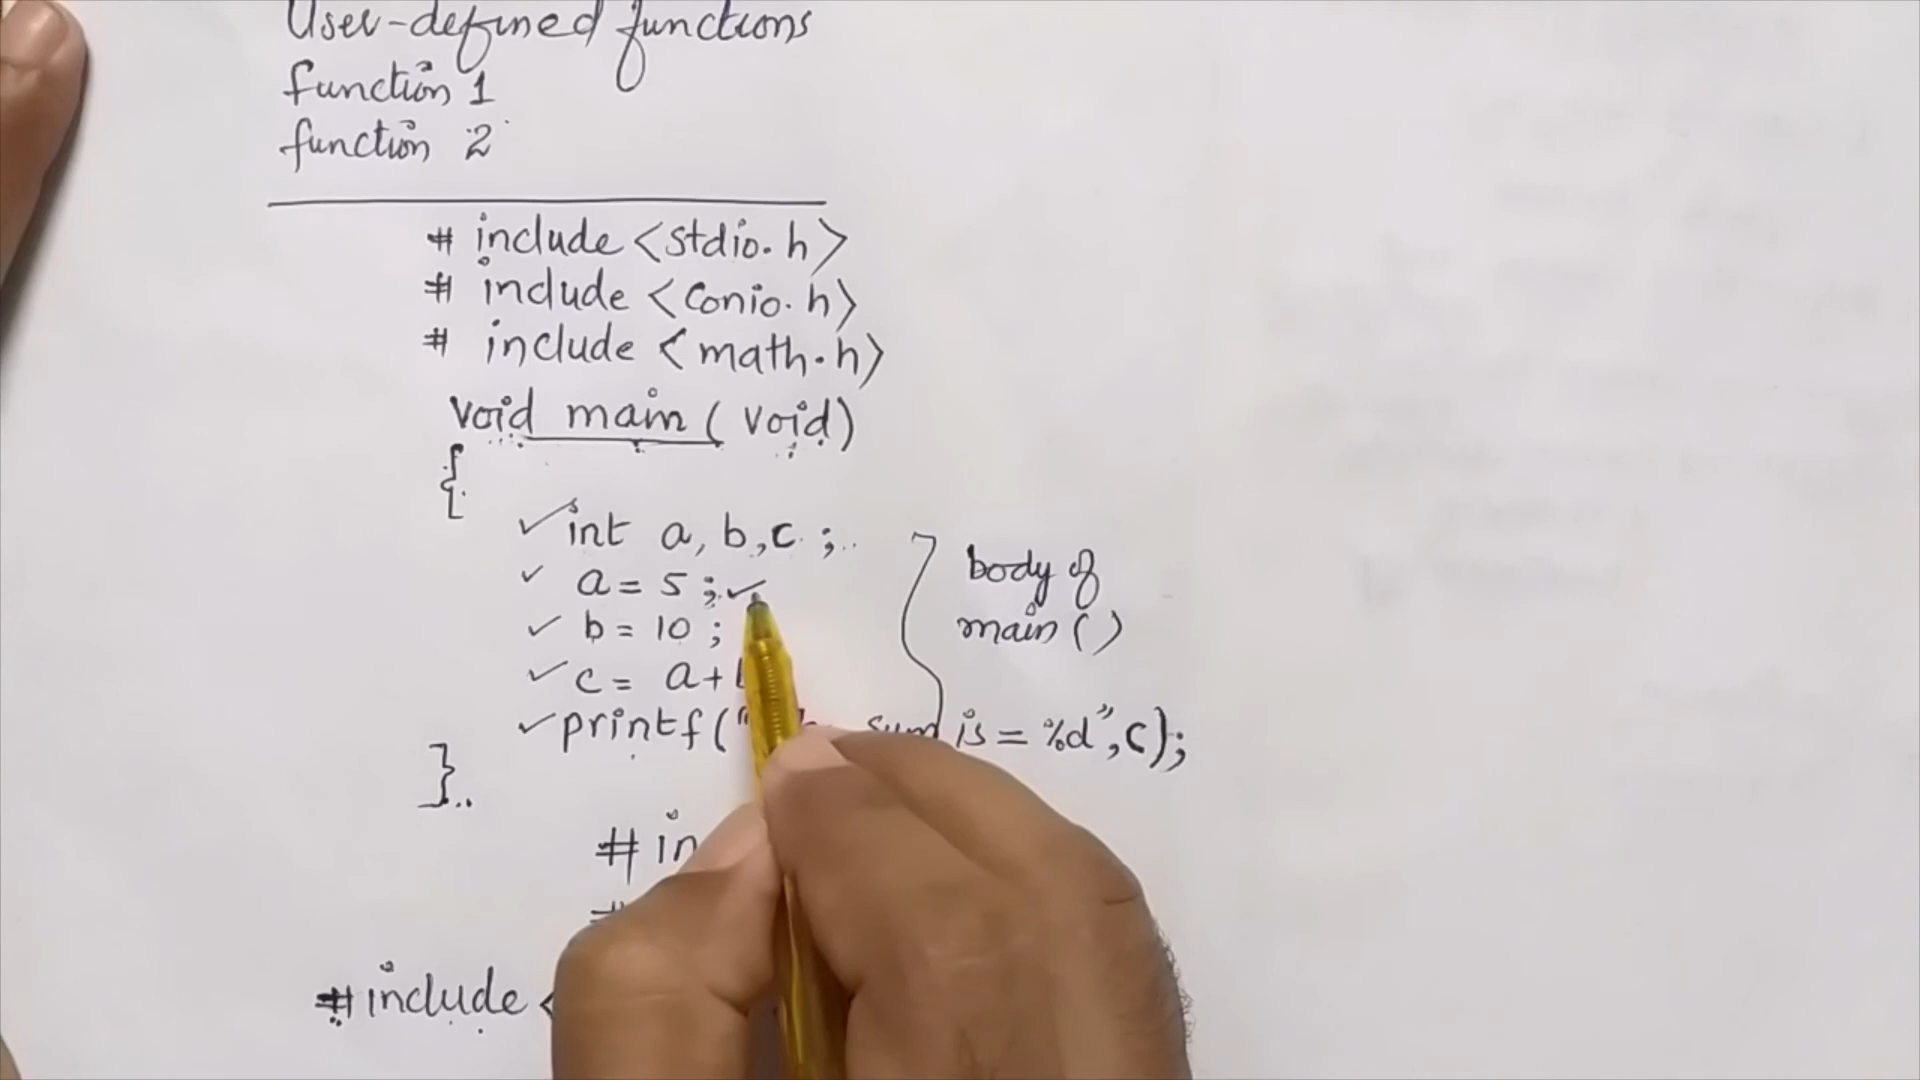 User-defined functions
function 1
function 2
# include <stdio.h>
# include <conio.h>
# include <math.h>
void main( void)
{
int a, b,c ;
a = 5 ;
b = 10 ;
c = a+
printf(" sum is = %d",c);
}
body of
main()
# in
#
#include <